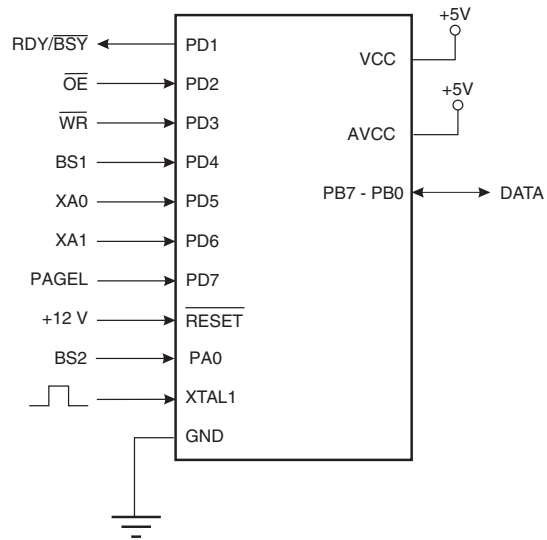 RDY/BSY PD1
OE PD2
WR PD3
BS1 PD4
XA0 PD5
XA1 PD6
PAGEL PD7
+12 V RESET
BS2 PA0
XTAL1
GND
+5V
VCC
+5V
AVCC
PB7 - PB0 DATA